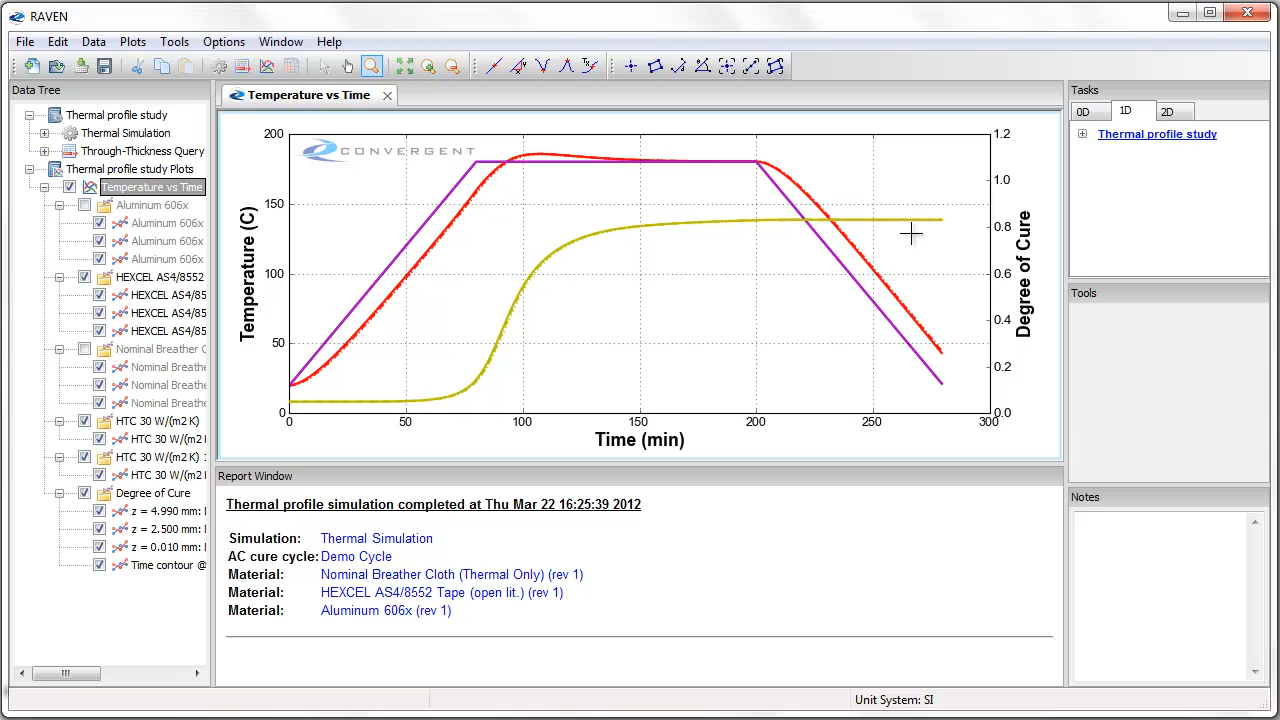 RAVEN
File Edit Data Plots Tools Options Window Help
Data Tree
Thermal profile study
Thermal Simulation
Through-Thickness Query
Thermal profile study Plots
Temperature vs Time
Aluminum 606x
Aluminum 606x
Aluminum 606x
Aluminum 606x
HEXCEL AS4/8552
HEXCEL AS4/85
HEXCEL AS4/85
HEXCEL AS4/85
Nominal Breather C
Nominal Breathe
Nominal Breathe
Nominal Breathe
HTC 30 W/(m2 K)
HTC 30 W/(m2 K
HTC 30 W/(m2 K) 1
HTC 30 W/(m2 K
Degree of Cure
z = 4.990 mm:
z = 2.500 mm:
z = 0.010 mm:
Time contour @
Temperature vs Time
CONVERGENT
200
150
100
50
0
Temperature (C)
1.2
1.0
0.8
0.6
0.4
0.2
0.0
Degree of Cure
0 50 100 150 200 250 300
Time (min)
Report Window
Thermal profile simulation completed at Thu Mar 22 16:25:39 2012
Simulation: Thermal Simulation
AC cure cycle: Demo Cycle
Material: Nominal Breather Cloth (Thermal Only) (rev 1)
Material: HEXCEL AS4/8552 Tape (open lit.) (rev 1)
Material: Aluminum 606x (rev 1)
Tasks
0D 1D 2D
Thermal profile study
Tools
Notes
Unit System: SI